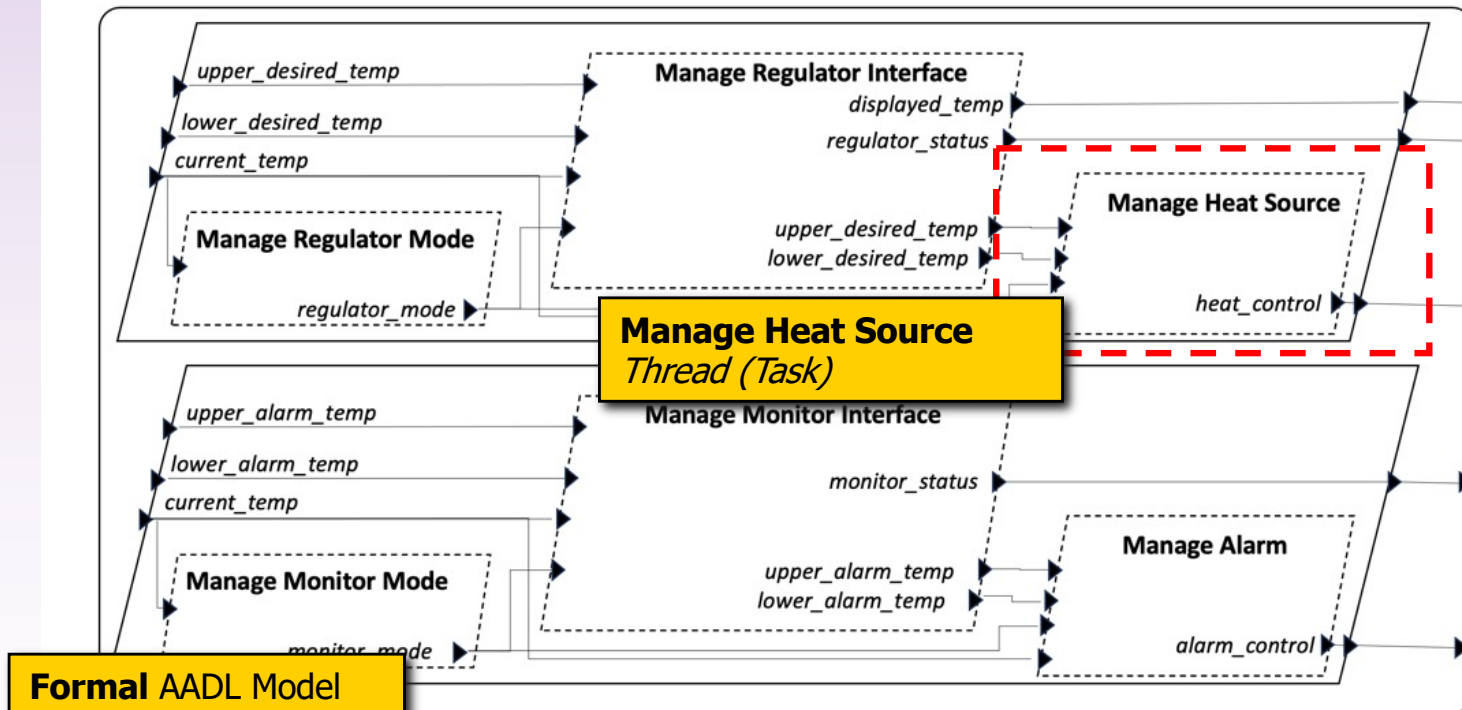 upper_desired_temp
Manage Regulator Interface
displayed_temp
lower_desired_temp
regulator_status
current_temp
Manage Regulator Mode
upper_desired_temp
lower_desired_temp
regulator_mode
Manage Heat Source
heat_control
Manage Heat Source
Thread (Task)
upper_alarm_temp
Manage Monitor Interface
lower_alarm_temp
monitor_status
current_temp
Manage Monitor Mode
upper_alarm_temp
lower_alarm_temp
monitor_mode
Manage Alarm
alarm_control
Formal AADL Model